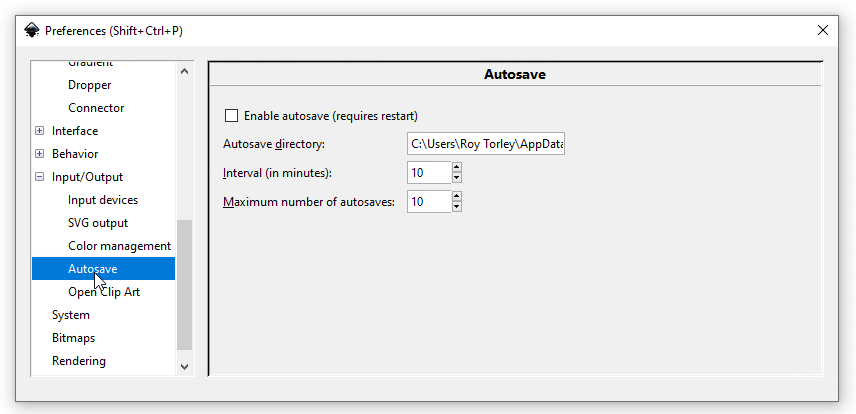 Preferences (Shift+Ctrl+P)
Gradient
Dropper
Connector
Interface
Behavior
Input/Output
Input devices
SVG output
Color management
Autosave
Open Clip Art
System
Bitmaps
Rendering
Autosave
Enable autosave (requires restart)
Autosave directory: C:\Users\Roy Torley\AppData
Interval (in minutes): 10
Maximum number of autosaves: 10